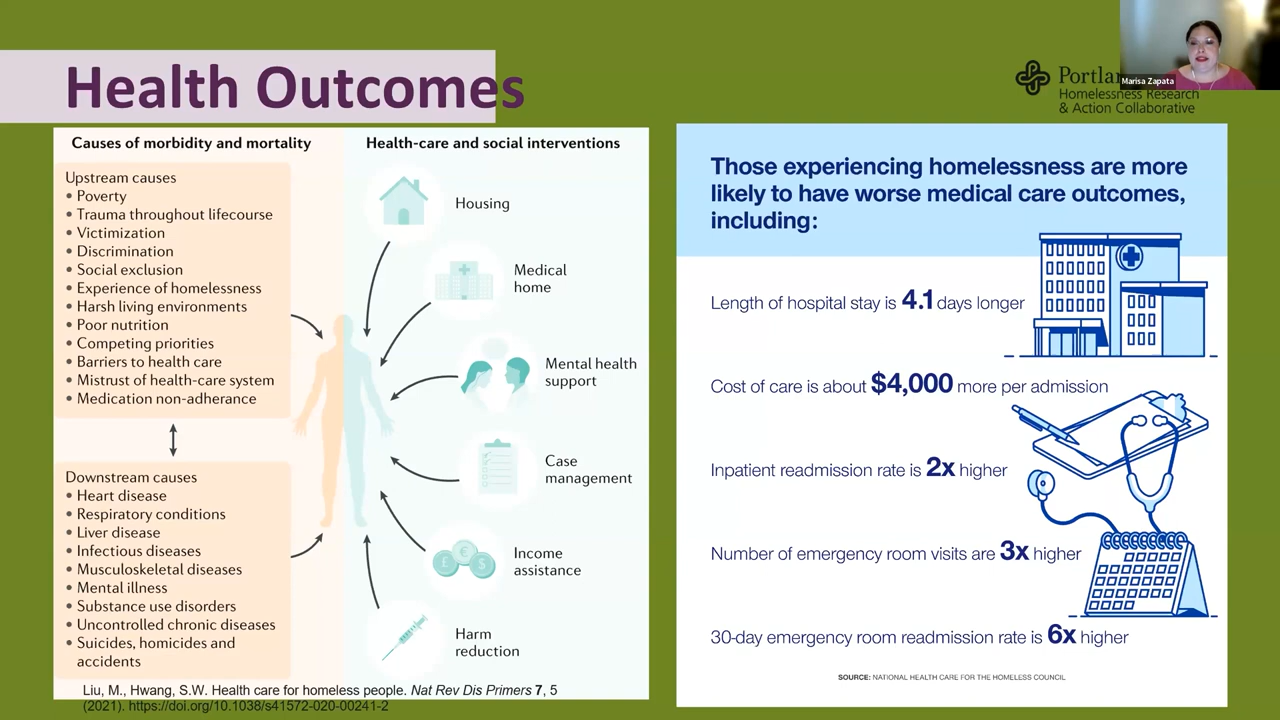 Health Outcomes
Marisa Zapata
Portla
Homelessness Research
& Action Collaborative
Causes of morbidity and mortality
Upstream causes
• Poverty
• Trauma throughout lifecourse
• Victimization
• Discrimination
• Social exclusion
• Experience of homelessness
• Harsh living environments
• Poor nutrition
• Competing priorities
• Barriers to health care
• Mistrust of health-care system
• Medication non-adherance
Downstream causes
• Heart disease
• Respiratory conditions
• Liver disease
• Infectious diseases
• Musculoskeletal diseases
• Mental illness
• Substance use disorders
• Uncontrolled chronic diseases
• Suicides, homicides and
accidents
Health-care and social interventions
Housing
Medical
home
Mental health
support
Case
management
£ € $
Income
assistance
Harm
reduction
Liu, M., Hwang, S.W. Health care for homeless people. Nat Rev Dis Primers 7, 5
(2021). https://doi.org/10.1038/s41572-020-00241-2
Those experiencing homelessness are more
likely to have worse medical care outcomes,
including:
Length of hospital stay is 4.1 days longer
Cost of care is about $4,000 more per admission
Inpatient readmission rate is 2x higher
Number of emergency room visits are 3x higher
30-day emergency room readmission rate is 6x higher
SOURCE: NATIONAL HEALTH CARE FOR THE HOMELESS COUNCIL